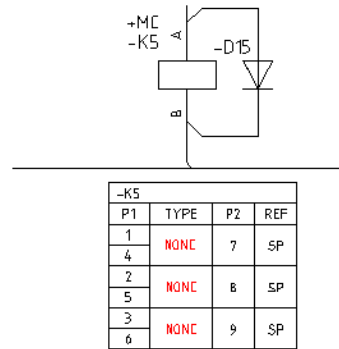 +MC
-K5
A
-D15
B
-K5
P1 TYPE P2 REF
1
4 NONE 7 SP
2
5 NONE 8 SP
3
6 NONE 9 SP